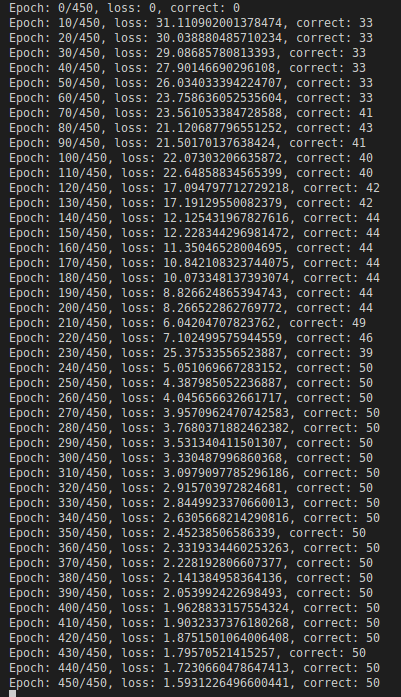 Epoch: 0/450, loss: 0, correct: 0
Epoch: 10/450, loss: 31.110902001378474, correct: 33
Epoch: 20/450, loss: 30.038880485710234, correct: 33
Epoch: 30/450, loss: 29.08685780813393, correct: 33
Epoch: 40/450, loss: 27.90146690296108, correct: 33
Epoch: 50/450, loss: 26.034033394224707, correct: 33
Epoch: 60/450, loss: 23.758636052535604, correct: 33
Epoch: 70/450, loss: 23.561053384728588, correct: 41
Epoch: 80/450, loss: 21.120687796551252, correct: 43
Epoch: 90/450, loss: 21.50170137638424, correct: 41
Epoch: 100/450, loss: 22.07303206635872, correct: 40
Epoch: 110/450, loss: 22.64858834565399, correct: 40
Epoch: 120/450, loss: 17.094797712729218, correct: 42
Epoch: 130/450, loss: 17.19129550082379, correct: 42
Epoch: 140/450, loss: 12.125431967827616, correct: 44
Epoch: 150/450, loss: 12.228344296981472, correct: 44
Epoch: 160/450, loss: 11.35046528004695, correct: 44
Epoch: 170/450, loss: 10.842108323744075, correct: 44
Epoch: 180/450, loss: 10.073348137393074, correct: 44
Epoch: 190/450, loss: 8.826624865394743, correct: 44
Epoch: 200/450, loss: 8.266522862769772, correct: 44
Epoch: 210/450, loss: 6.04204707823762, correct: 49
Epoch: 220/450, loss: 7.102499575944559, correct: 46
Epoch: 230/450, loss: 25.37533556523887, correct: 39
Epoch: 240/450, loss: 5.051069667283152, correct: 50
Epoch: 250/450, loss: 4.387985052236887, correct: 50
Epoch: 260/450, loss: 4.045656632661717, correct: 50
Epoch: 270/450, loss: 3.9570962470742583, correct: 50
Epoch: 280/450, loss: 3.7680371882462382, correct: 50
Epoch: 290/450, loss: 3.531340411501307, correct: 50
Epoch: 300/450, loss: 3.330487996860368, correct: 50
Epoch: 310/450, loss: 3.0979097785296186, correct: 50
Epoch: 320/450, loss: 2.915703972824681, correct: 50
Epoch: 330/450, loss: 2.8449923370660013, correct: 50
Epoch: 340/450, loss: 2.6305668214290816, correct: 50
Epoch: 350/450, loss: 2.45238506586339, correct: 50
Epoch: 360/450, loss: 2.3319334460253263, correct: 50
Epoch: 370/450, loss: 2.228192806607377, correct: 50
Epoch: 380/450, loss: 2.141384958364136, correct: 50
Epoch: 390/450, loss: 2.053992422698493, correct: 50
Epoch: 400/450, loss: 1.9628833157554324, correct: 50
Epoch: 410/450, loss: 1.9032337376180268, correct: 50
Epoch: 420/450, loss: 1.8751501064006408, correct: 50
Epoch: 430/450, loss: 1.79570521415257, correct: 50
Epoch: 440/450, loss: 1.7230660478647413, correct: 50
Epoch: 450/450, loss: 1.5931226496600441, correct: 50